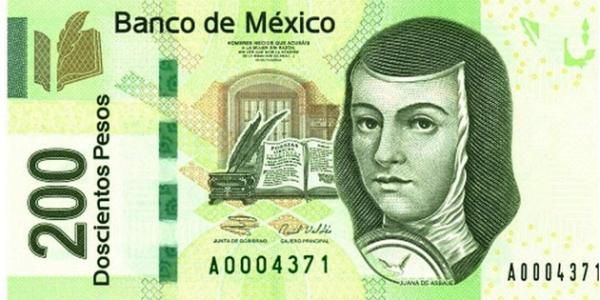 Banco de México
HOMBRES NECIOS QUE ACUSÁIS
A LA MUJER SIN RAZÓN
200
Doscientos Pesos
POESIAS
JUNTA DE GOBIERNO
CAJERO PRINCIPAL
A0004371
JUANA DE ASBAJE
A0004371